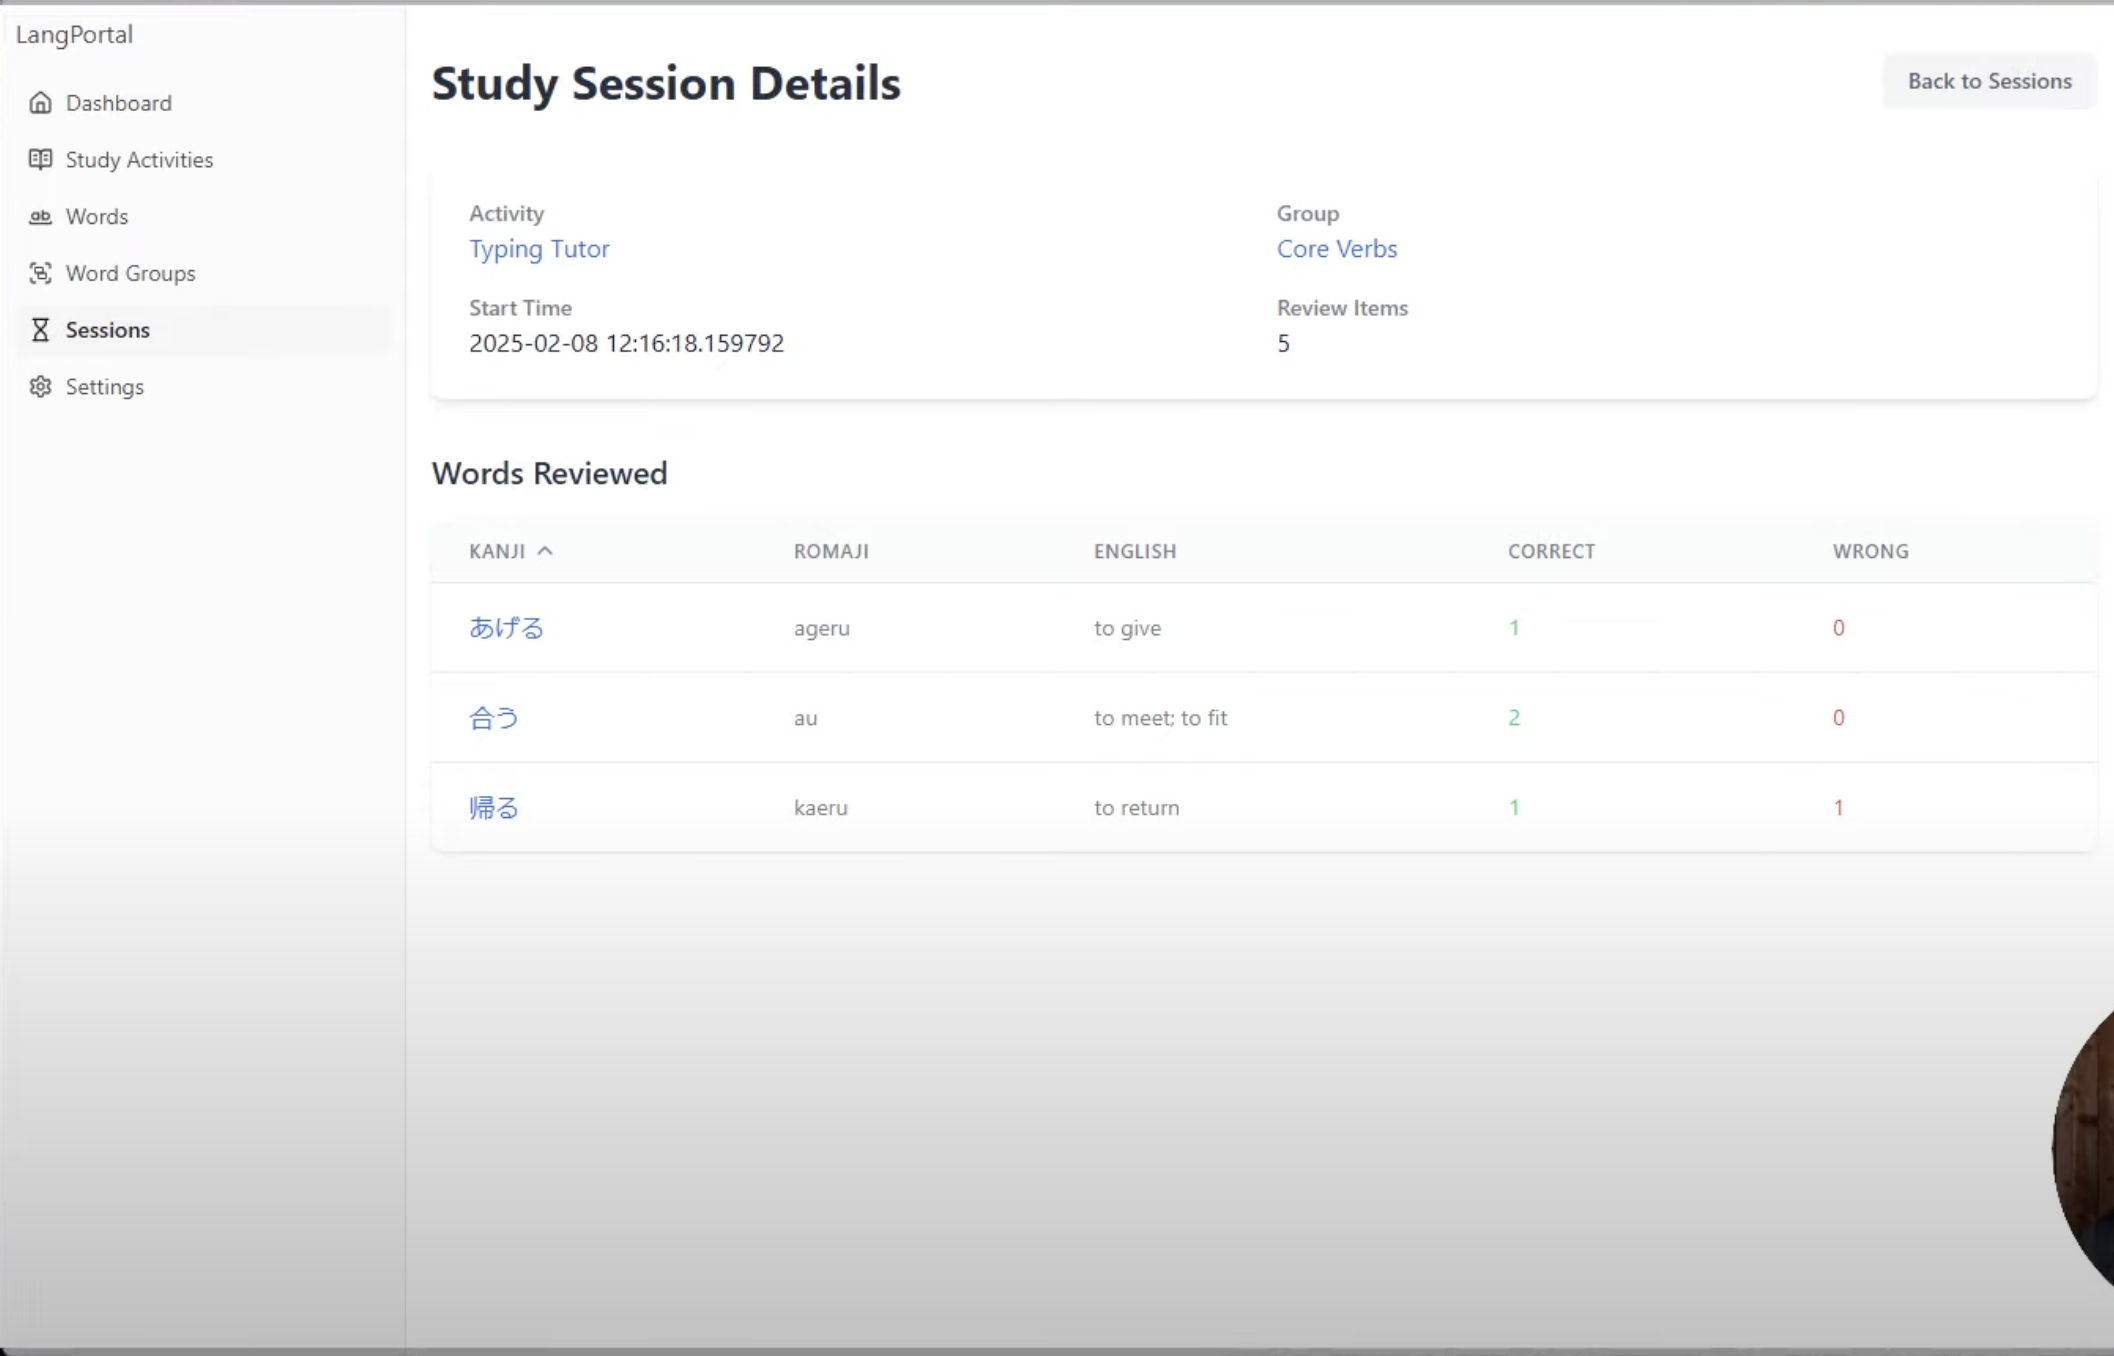 LangPortal
Dashboard
Study Activities
Words
Word Groups
Sessions
Settings
Study Session Details
Back to Sessions
Activity
Typing Tutor
Group
Core Verbs
Start Time
2025-02-08 12:16:18.159792
Review Items
5
Words Reviewed
KANJI ROMAJI ENGLISH CORRECT WRONG
あげる ageru to give 1 0
合う au to meet; to fit 2 0
帰る kaeru to return 1 1